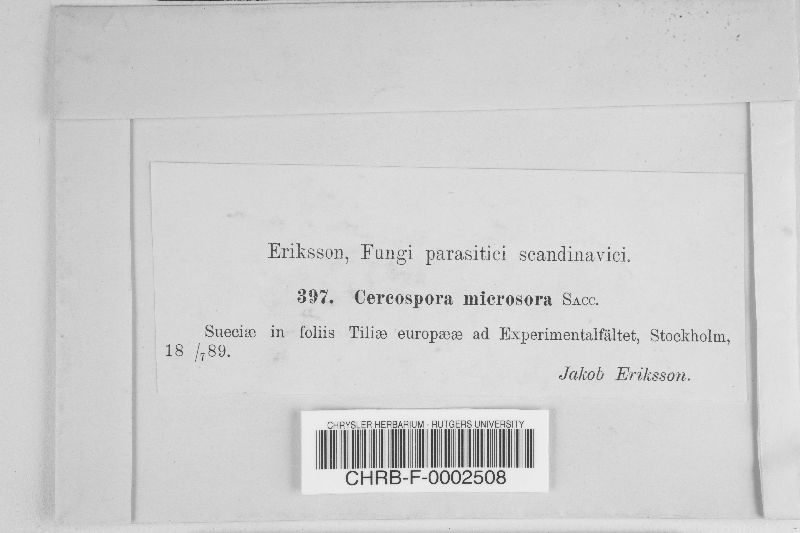 Eriksson, Fungi parasitici scandinavici.
397. Cercospora microsora SACC.
Sueciæ in foliis Tiliæ europææ ad Experimentalfältet, Stockholm,
18 /7 89.
Jakob Eriksson.
CHRYSLER HERBARIUM - RUTGERS UNIVERSITY
CHRB-F-0002508